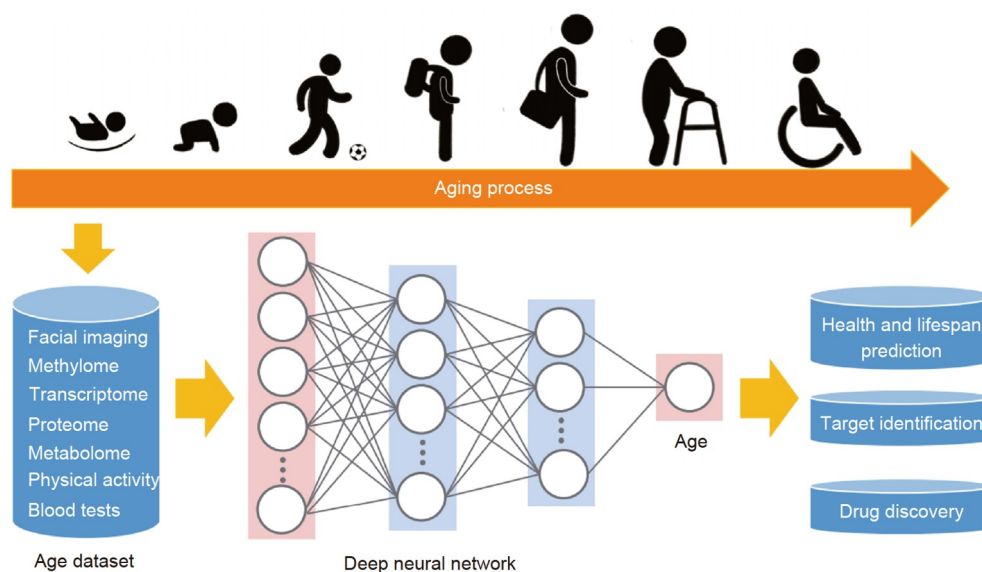 Aging process
Facial imaging
Methylome
Transcriptome
Proteome
Metabolome
Physical activity
Blood tests
Age dataset
Deep neural network
Age
Health and lifespan
prediction
Target identification
Drug discovery